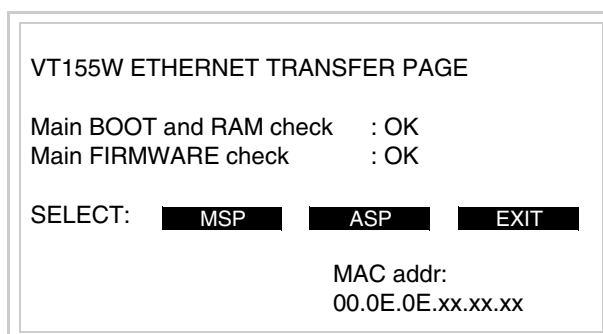 VT155W ETHERNET TRANSFER PAGE
Main BOOT and RAM check : OK
Main FIRMWARE check : OK
SELECT: MSP ASP EXIT
MAC addr:
00.0E.0E.xx.xx.xx